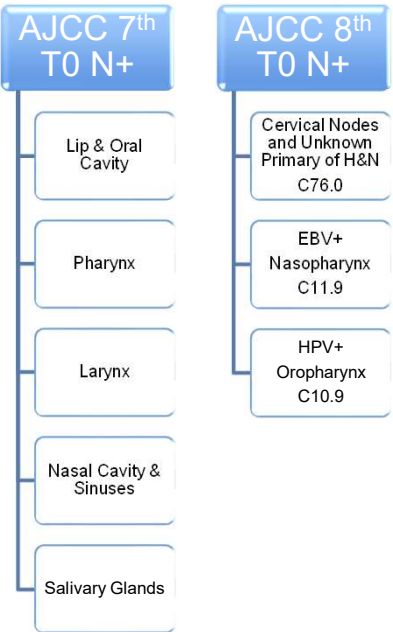 AJCC 7th
T0 N+
Lip & Oral
Cavity
Pharynx
Larynx
Nasal Cavity &
Sinuses
Salivary Glands
AJCC 8th
T0 N+
Cervical Nodes
and Unknown
Primary of H&N
C76.0
EBV+
Nasopharynx
C11.9
HPV+
Oropharynx
C10.9